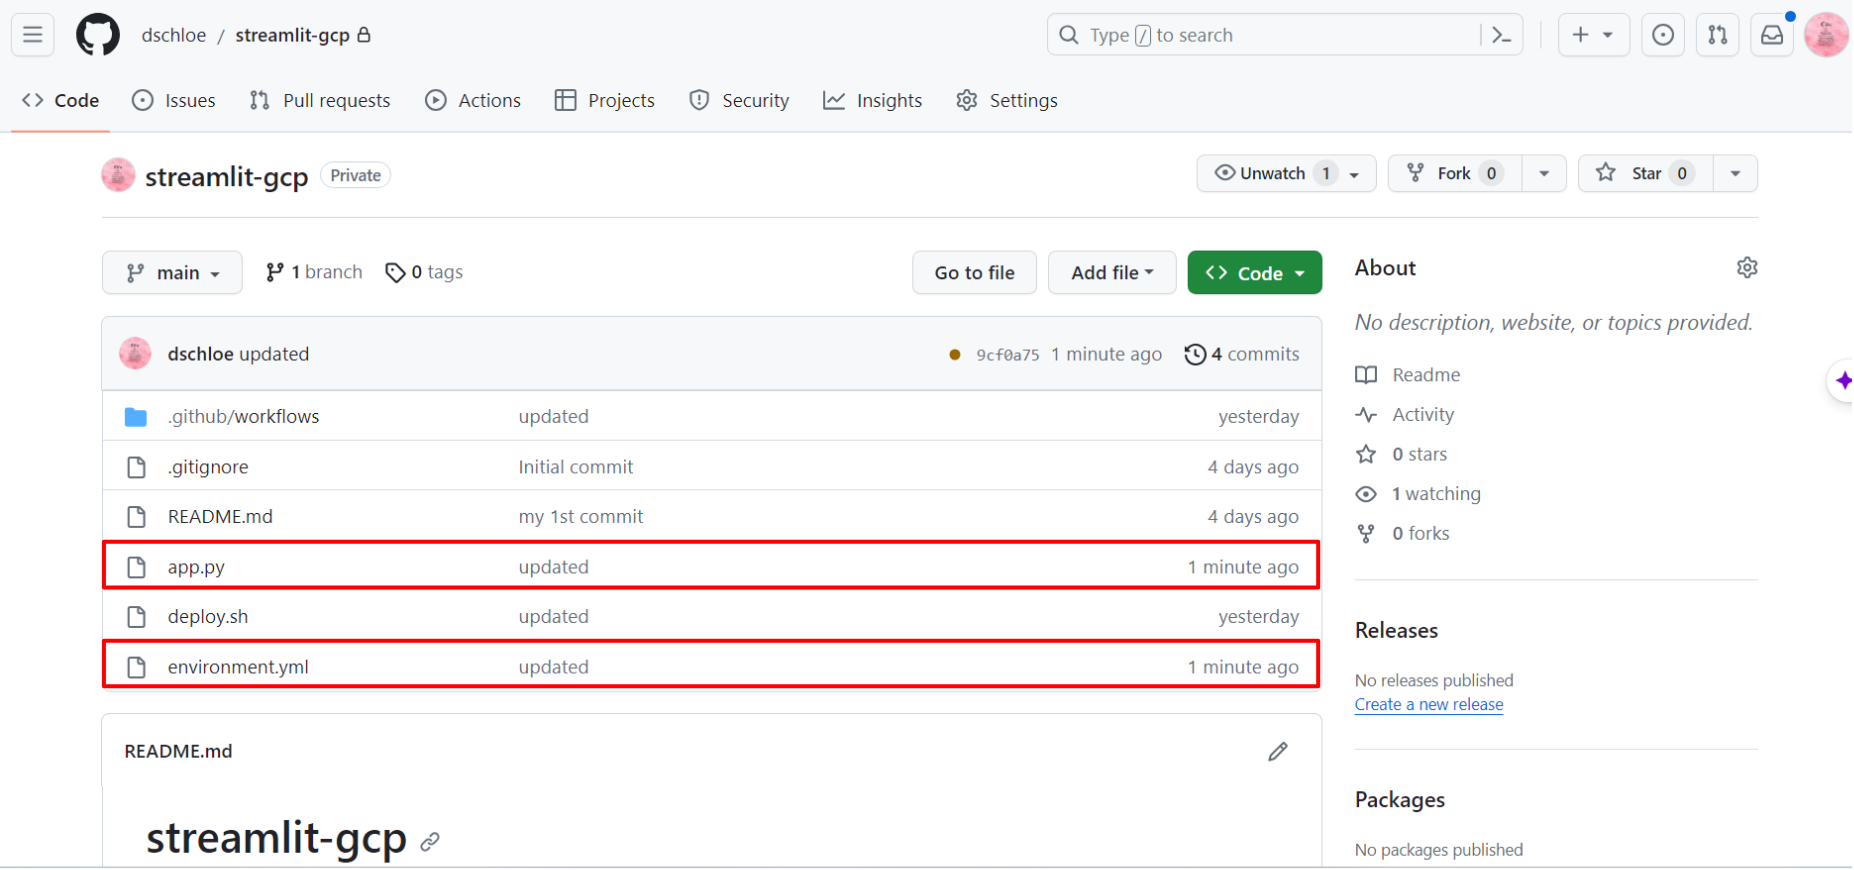 dschloe / streamlit-gcp
Type / to search
Code Issues Pull requests Actions Projects Security Insights Settings
streamlit-gcp Private
Unwatch 1 Fork 0 Star 0
main 1 branch 0 tags Go to file Add file Code
dschloe updated 9cf0a75 1 minute ago 4 commits
.github/workflows updated yesterday
.gitignore Initial commit 4 days ago
README.md my 1st commit 4 days ago
app.py updated 1 minute ago
deploy.sh updated yesterday
environment.yml updated 1 minute ago
README.md
streamlit-gcp
About
No description, website, or topics provided.
Readme
Activity
0 stars
1 watching
0 forks
Releases
No releases published
Create a new release
Packages
No packages published